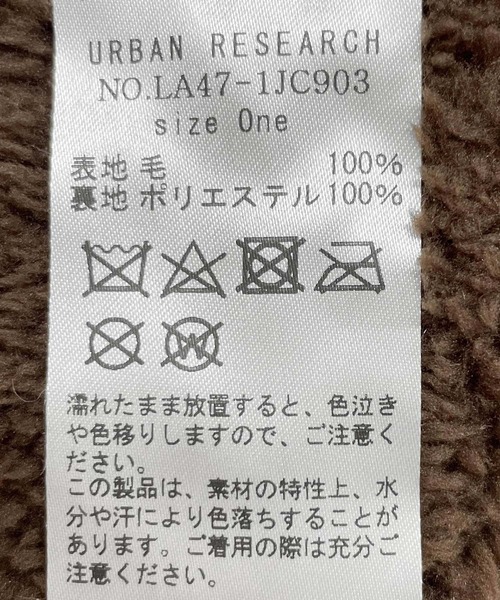 URBAN RESEARCH
NO.LA47-1JC903
size One
表地 毛 100%
裏地 ポリエステル 100%
W
濡れたまま放置すると、色泣き
や色移りしますので、ご注意く
ださい。
この製品は、素材の特性上、水
分や汗により色落ちすることが
あります。ご着用の際は充分ご
注意ください。